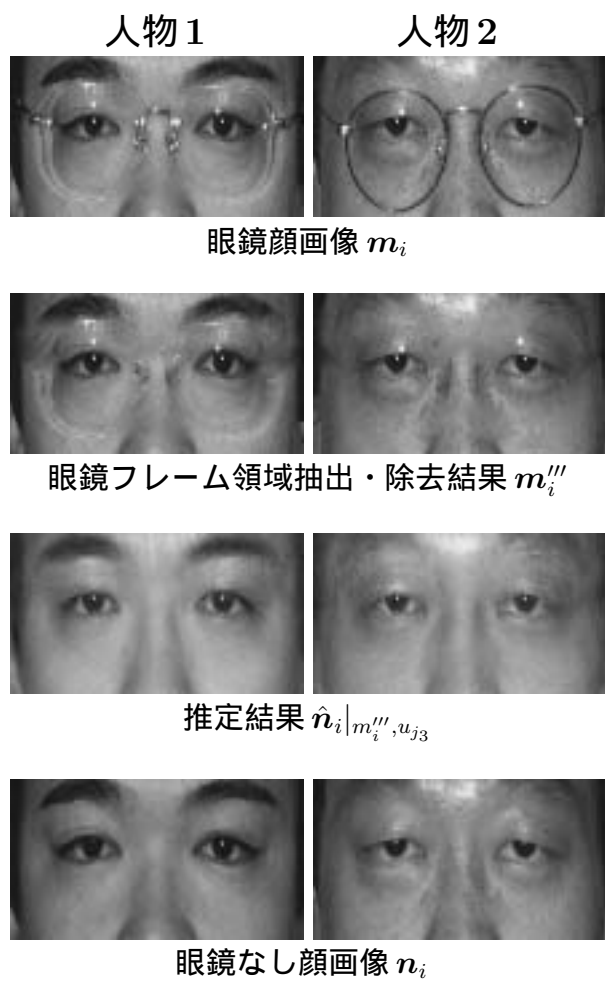 人物1 人物2
眼鏡顔画像 m_i
眼鏡フレーム領域抽出・除去結果 m_i'''
推定結果 n̂_i|_{m_i''',u_{j_3}}
眼鏡なし顔画像 n_i